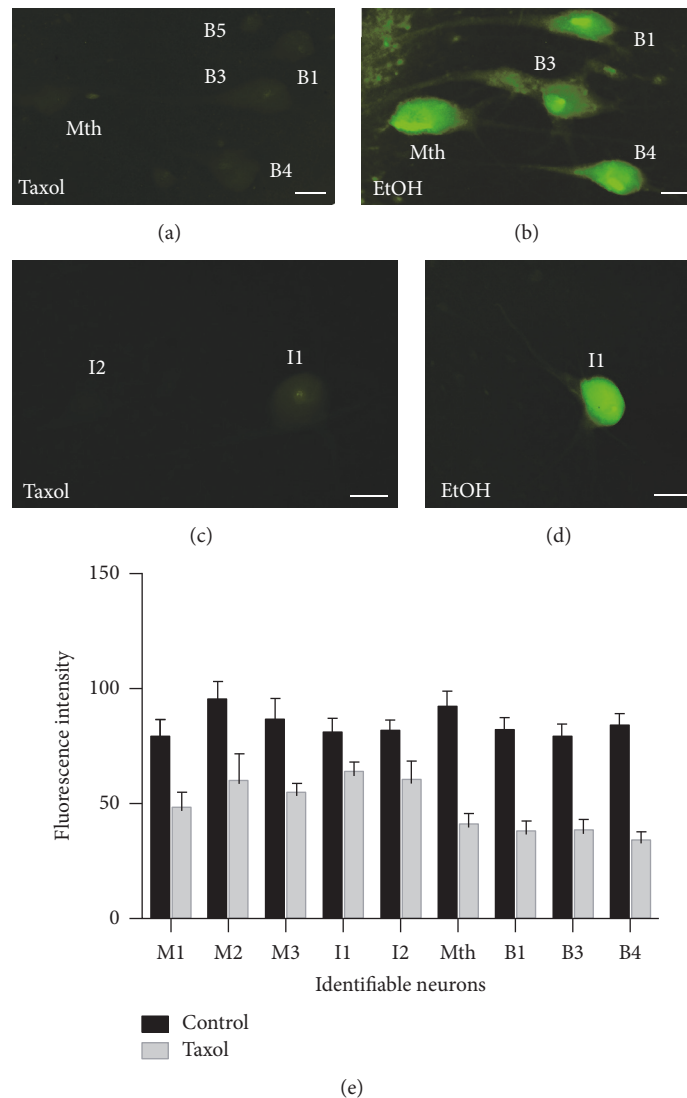 B5
B3
B1
Mth
B4
Taxol
(a)
B1
B3
Mth
B4
EtOH
(b)
I2
I1
Taxol
(c)
I1
EtOH
(d)
150
100
50
0
Fluorescence intensity
M1 M2 M3 I1 I2 Mth B1 B3 B4
Identifiable neurons
Control
Taxol
(e)